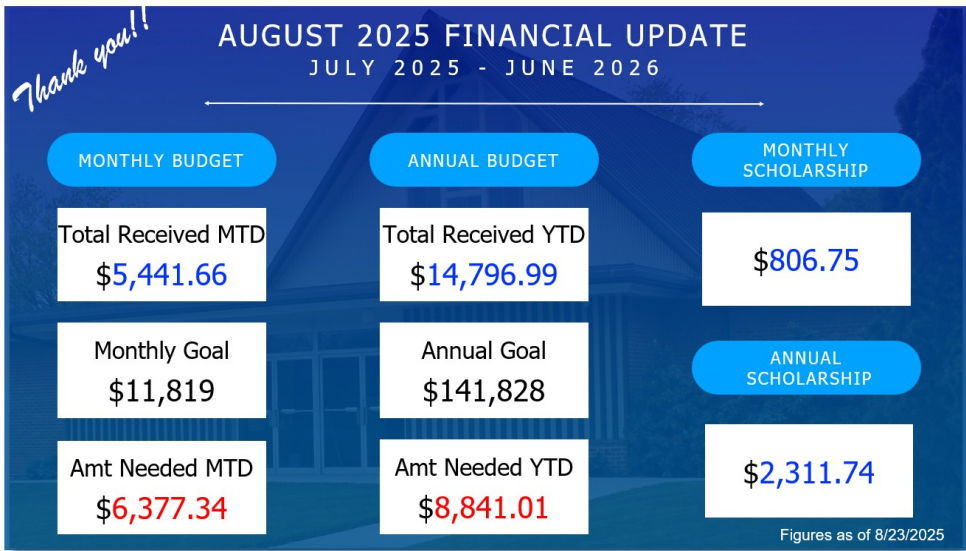 Thank you!!
AUGUST 2025 FINANCIAL UPDATE
JULY 2025 - JUNE 2026
MONTHLY BUDGET
Total Received MTD
$5,441.66
Monthly Goal
$11,819
Amt Needed MTD
$6,377.34
ANNUAL BUDGET
Total Received YTD
$14,796.99
Annual Goal
$141,828
Amt Needed YTD
$8,841.01
MONTHLY
SCHOLARSHIP
$806.75
ANNUAL
SCHOLARSHIP
$2,311.74
Figures as of 8/23/2025